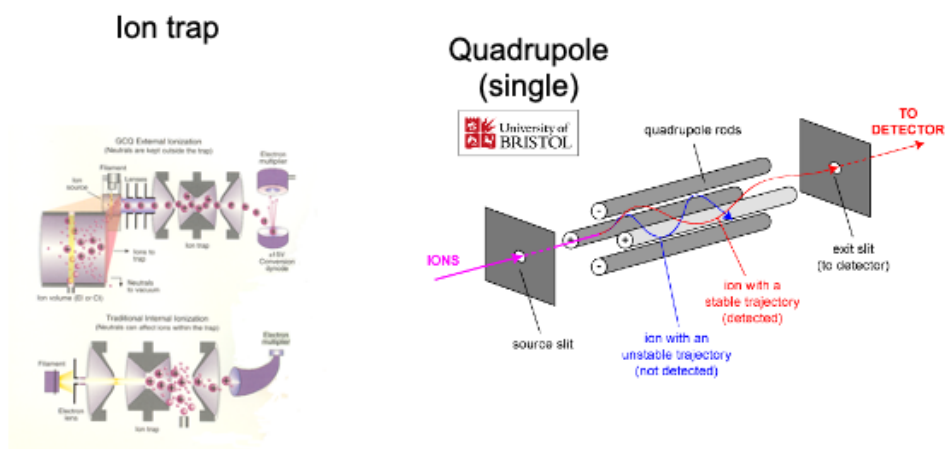 Ion trap
GCQ External Ionization
(Neutrals are kept outside the trap)
Filament
Ion
source
Lenses
Electron
multiplier
Ion trap
Ions to
trap
±15V
Conversion
dynode
Neutrals
to vacuum
Ion volume (EI or CI)
Traditional Internal Ionization
(Neutrals can affect ions within the trap)
Filament
Electron
multiplier
Electron
lens
Ion trap
Quadrupole
(single)
University of
BRISTOL
quadrupole rods
TO
DETECTOR
-
+
+
-
IONS
source slit
exit slit
(to detector)
ion with a
stable trajectory
(detected)
ion with an
unstable trajectory
(not detected)